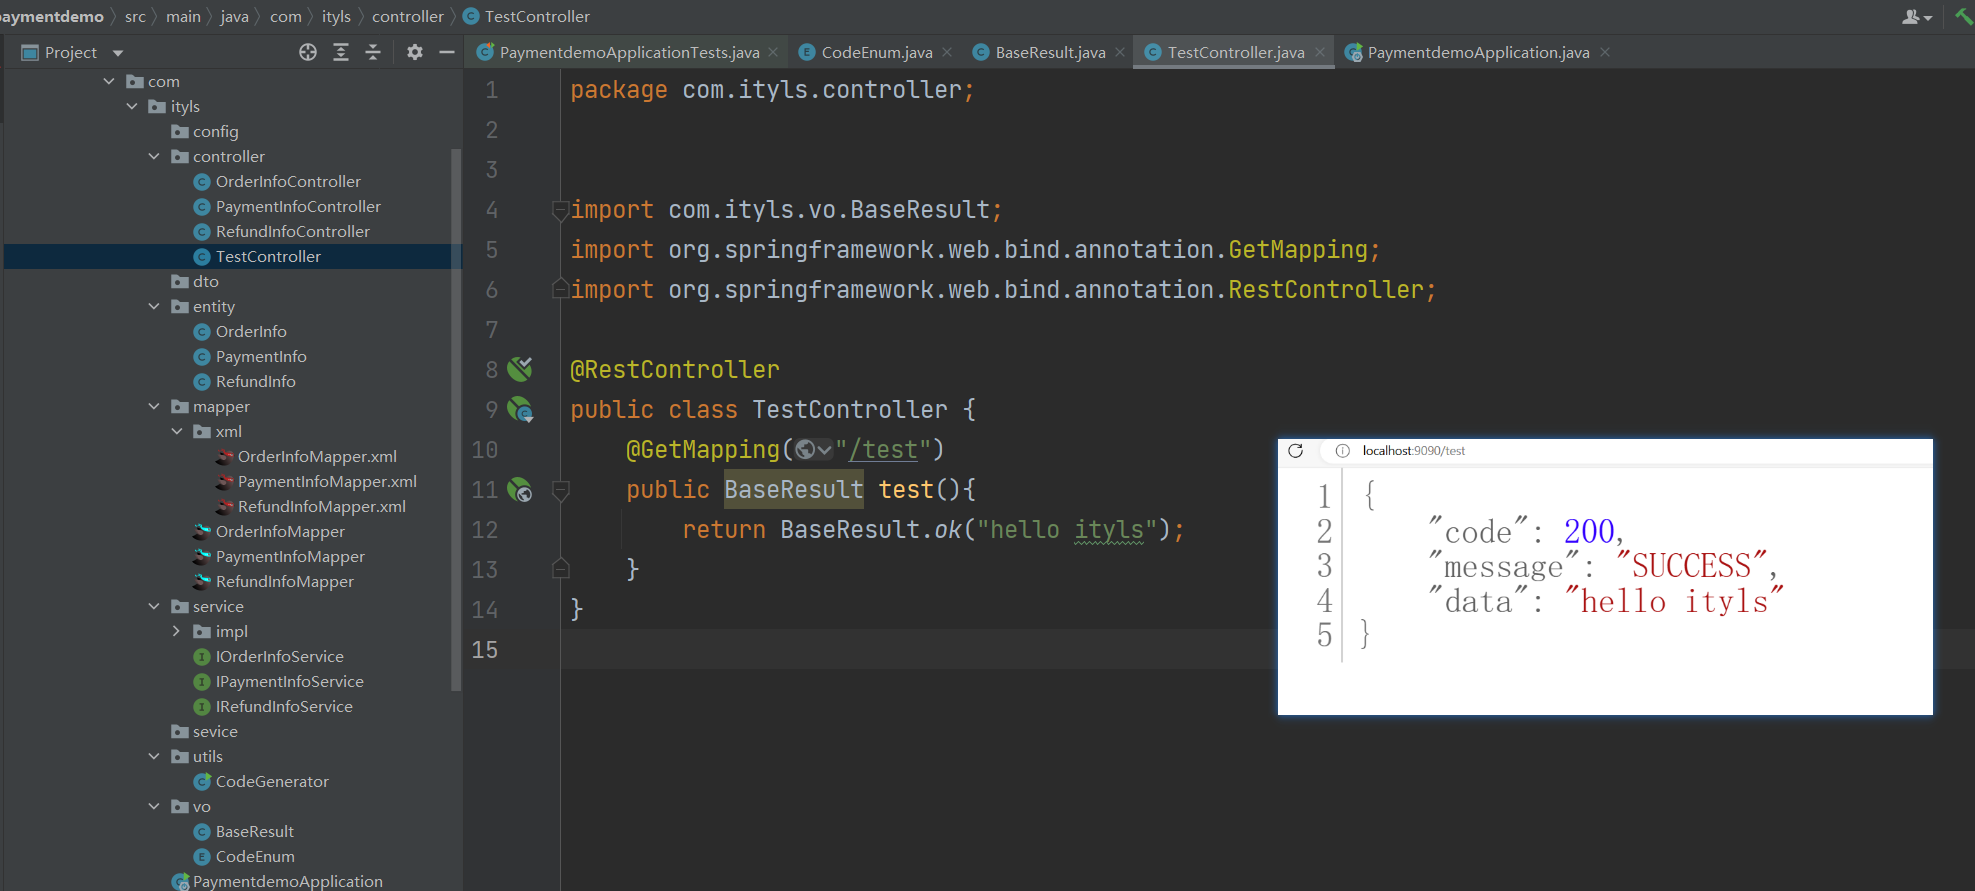 paymentdemo src main java com ityls controller TestController
Project
PaymentdemoApplicationTests.java CodeEnum.java BaseResult.java TestController.java PaymentdemoApplication.java
com
ityls
config
controller
OrderInfoController
PaymentInfoController
RefundInfoController
TestController
dto
entity
OrderInfo
PaymentInfo
RefundInfo
mapper
xml
OrderInfoMapper.xml
PaymentInfoMapper.xml
RefundInfoMapper.xml
OrderInfoMapper
PaymentInfoMapper
RefundInfoMapper
service
impl
IOrderInfoService
IPaymentInfoService
IRefundInfoService
sevice
utils
CodeGenerator
vo
BaseResult
CodeEnum
PaymentdemoApplication
1 package com.ityls.controller;
2
3
4 import com.ityls.vo.BaseResult;
5 import org.springframework.web.bind.annotation.GetMapping;
6 import org.springframework.web.bind.annotation.RestController;
7
8 @RestController
9 public class TestController {
10 @GetMapping("/test")
11 public BaseResult test(){
12 return BaseResult.ok("hello ityls");
13 }
14 }
15
localhost:9090/test
1 {
2 "code": 200,
3 "message": "SUCCESS",
4 "data": "hello ityls"
5 }